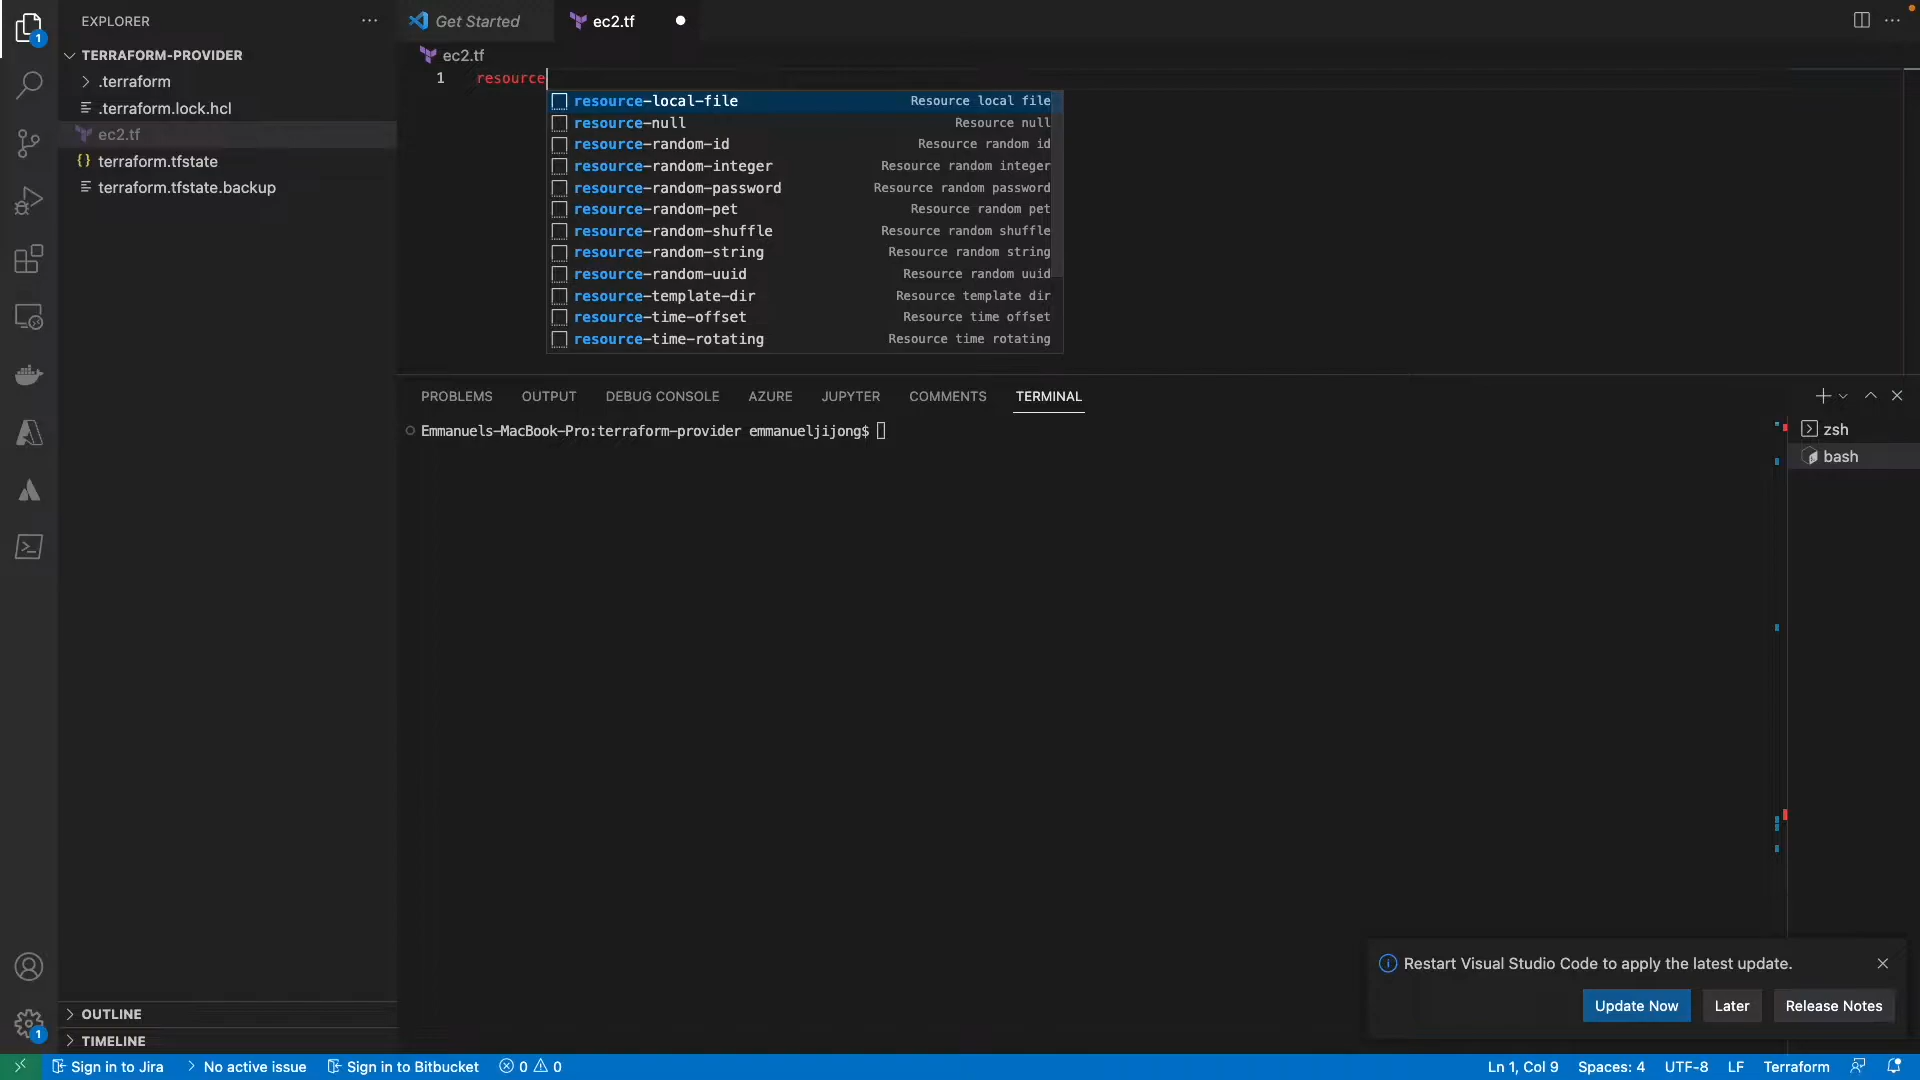 EXPLORER
Get Started
ec2.tf
TERRAFORM-PROVIDER
.terraform
.terraform.lock.hcl
ec2.tf
terraform.tfstate
terraform.tfstate.backup
ec2.tf
1 resource
resource-local-file Resource local file
resource-null Resource null
resource-random-id Resource random id
resource-random-integer Resource random integer
resource-random-password Resource random password
resource-random-pet Resource random pet
resource-random-shuffle Resource random shuffle
resource-random-string Resource random string
resource-random-uuid Resource random uuid
resource-template-dir Resource template dir
resource-time-offset Resource time offset
resource-time-rotating Resource time rotating
PROBLEMS OUTPUT DEBUG CONSOLE AZURE JUPYTER COMMENTS TERMINAL
Emmanuels-MacBook-Pro:terraform-provider emmanueljijong$
zsh
bash
Restart Visual Studio Code to apply the latest update.
Update Now Later Release Notes
1
1
OUTLINE
TIMELINE
Sign in to Jira No active issue Sign in to Bitbucket 0 0 Ln 1, Col 9 Spaces: 4 UTF-8 LF Terraform